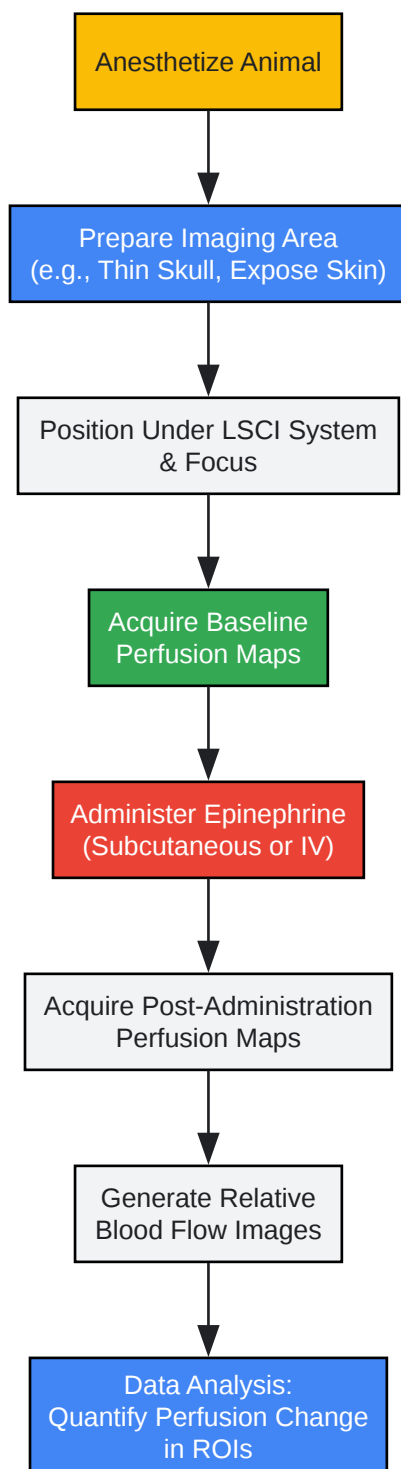 Anesthetize Animal
Prepare Imaging Area
(e.g., Thin Skull, Expose Skin)
Position Under LSCI System
& Focus
Acquire Baseline
Perfusion Maps
Administer Epinephrine
(Subcutaneous or IV)
Acquire Post-Administration
Perfusion Maps
Generate Relative
Blood Flow Images
Data Analysis:
Quantify Perfusion Change
in ROIs